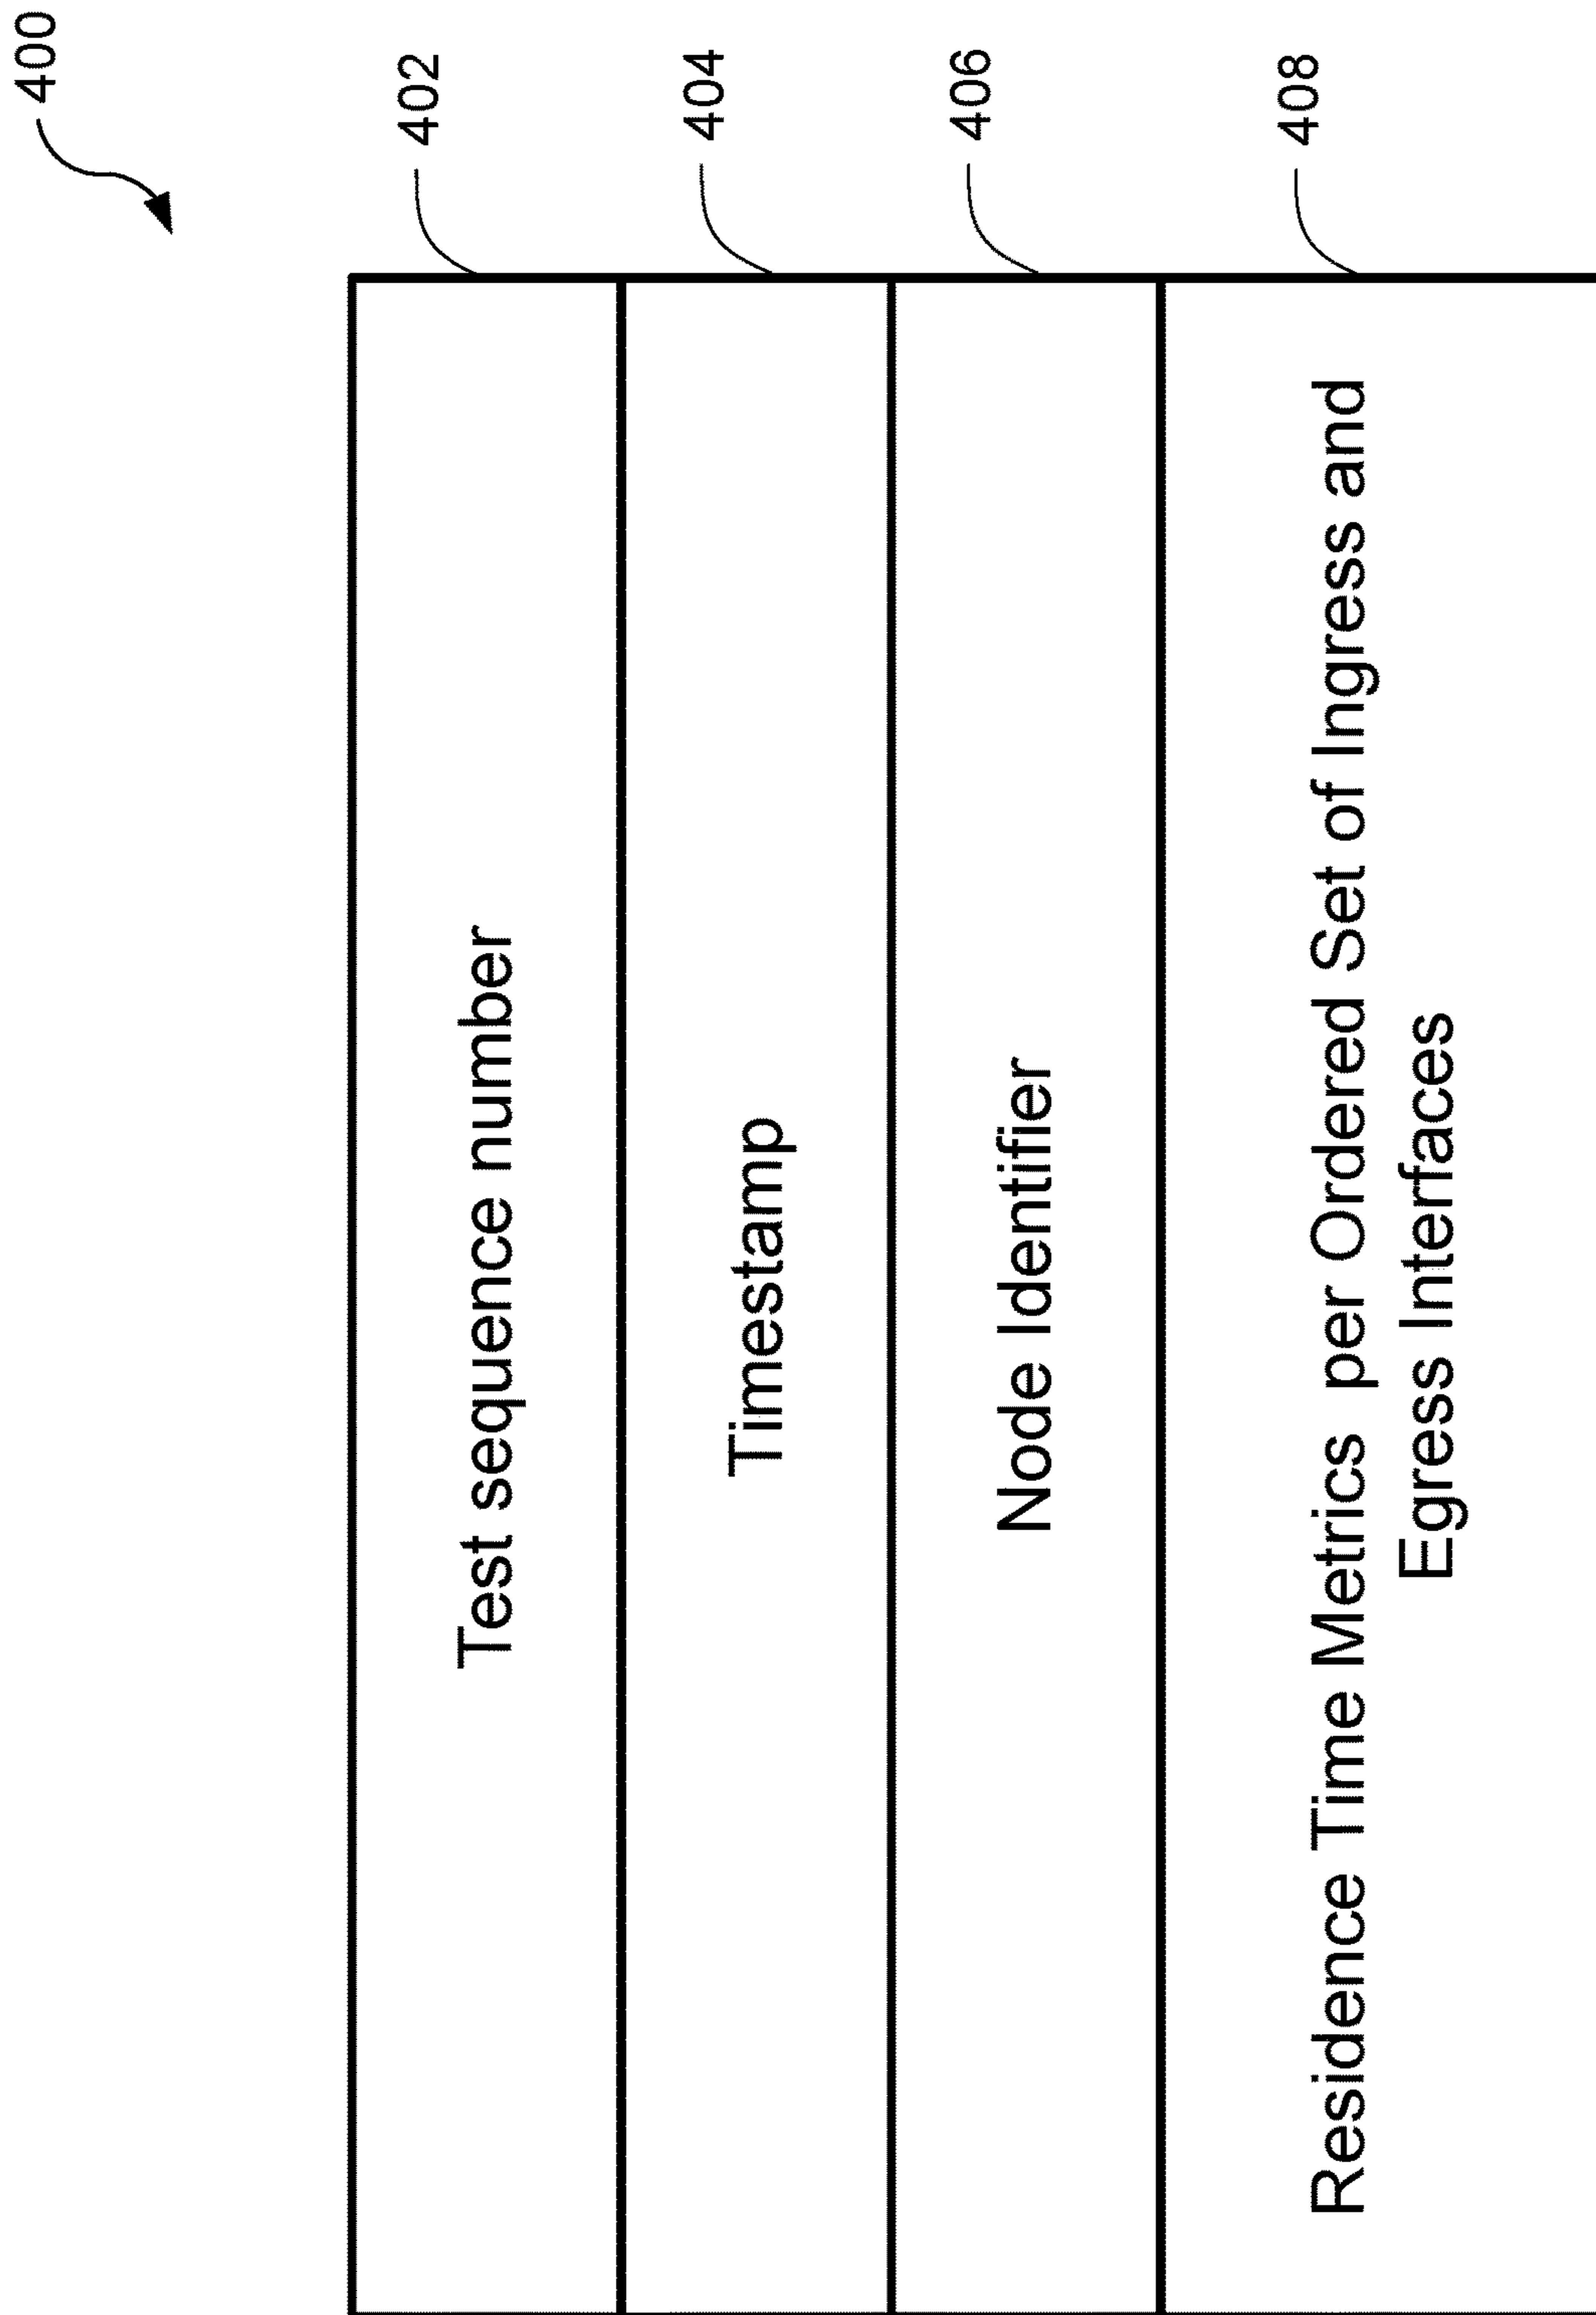 400
Test sequence number
402
Timestamp
404
Node Identifier
406
Residence Time Metrics per Ordered Set of Ingress and
Egress Interfaces
408